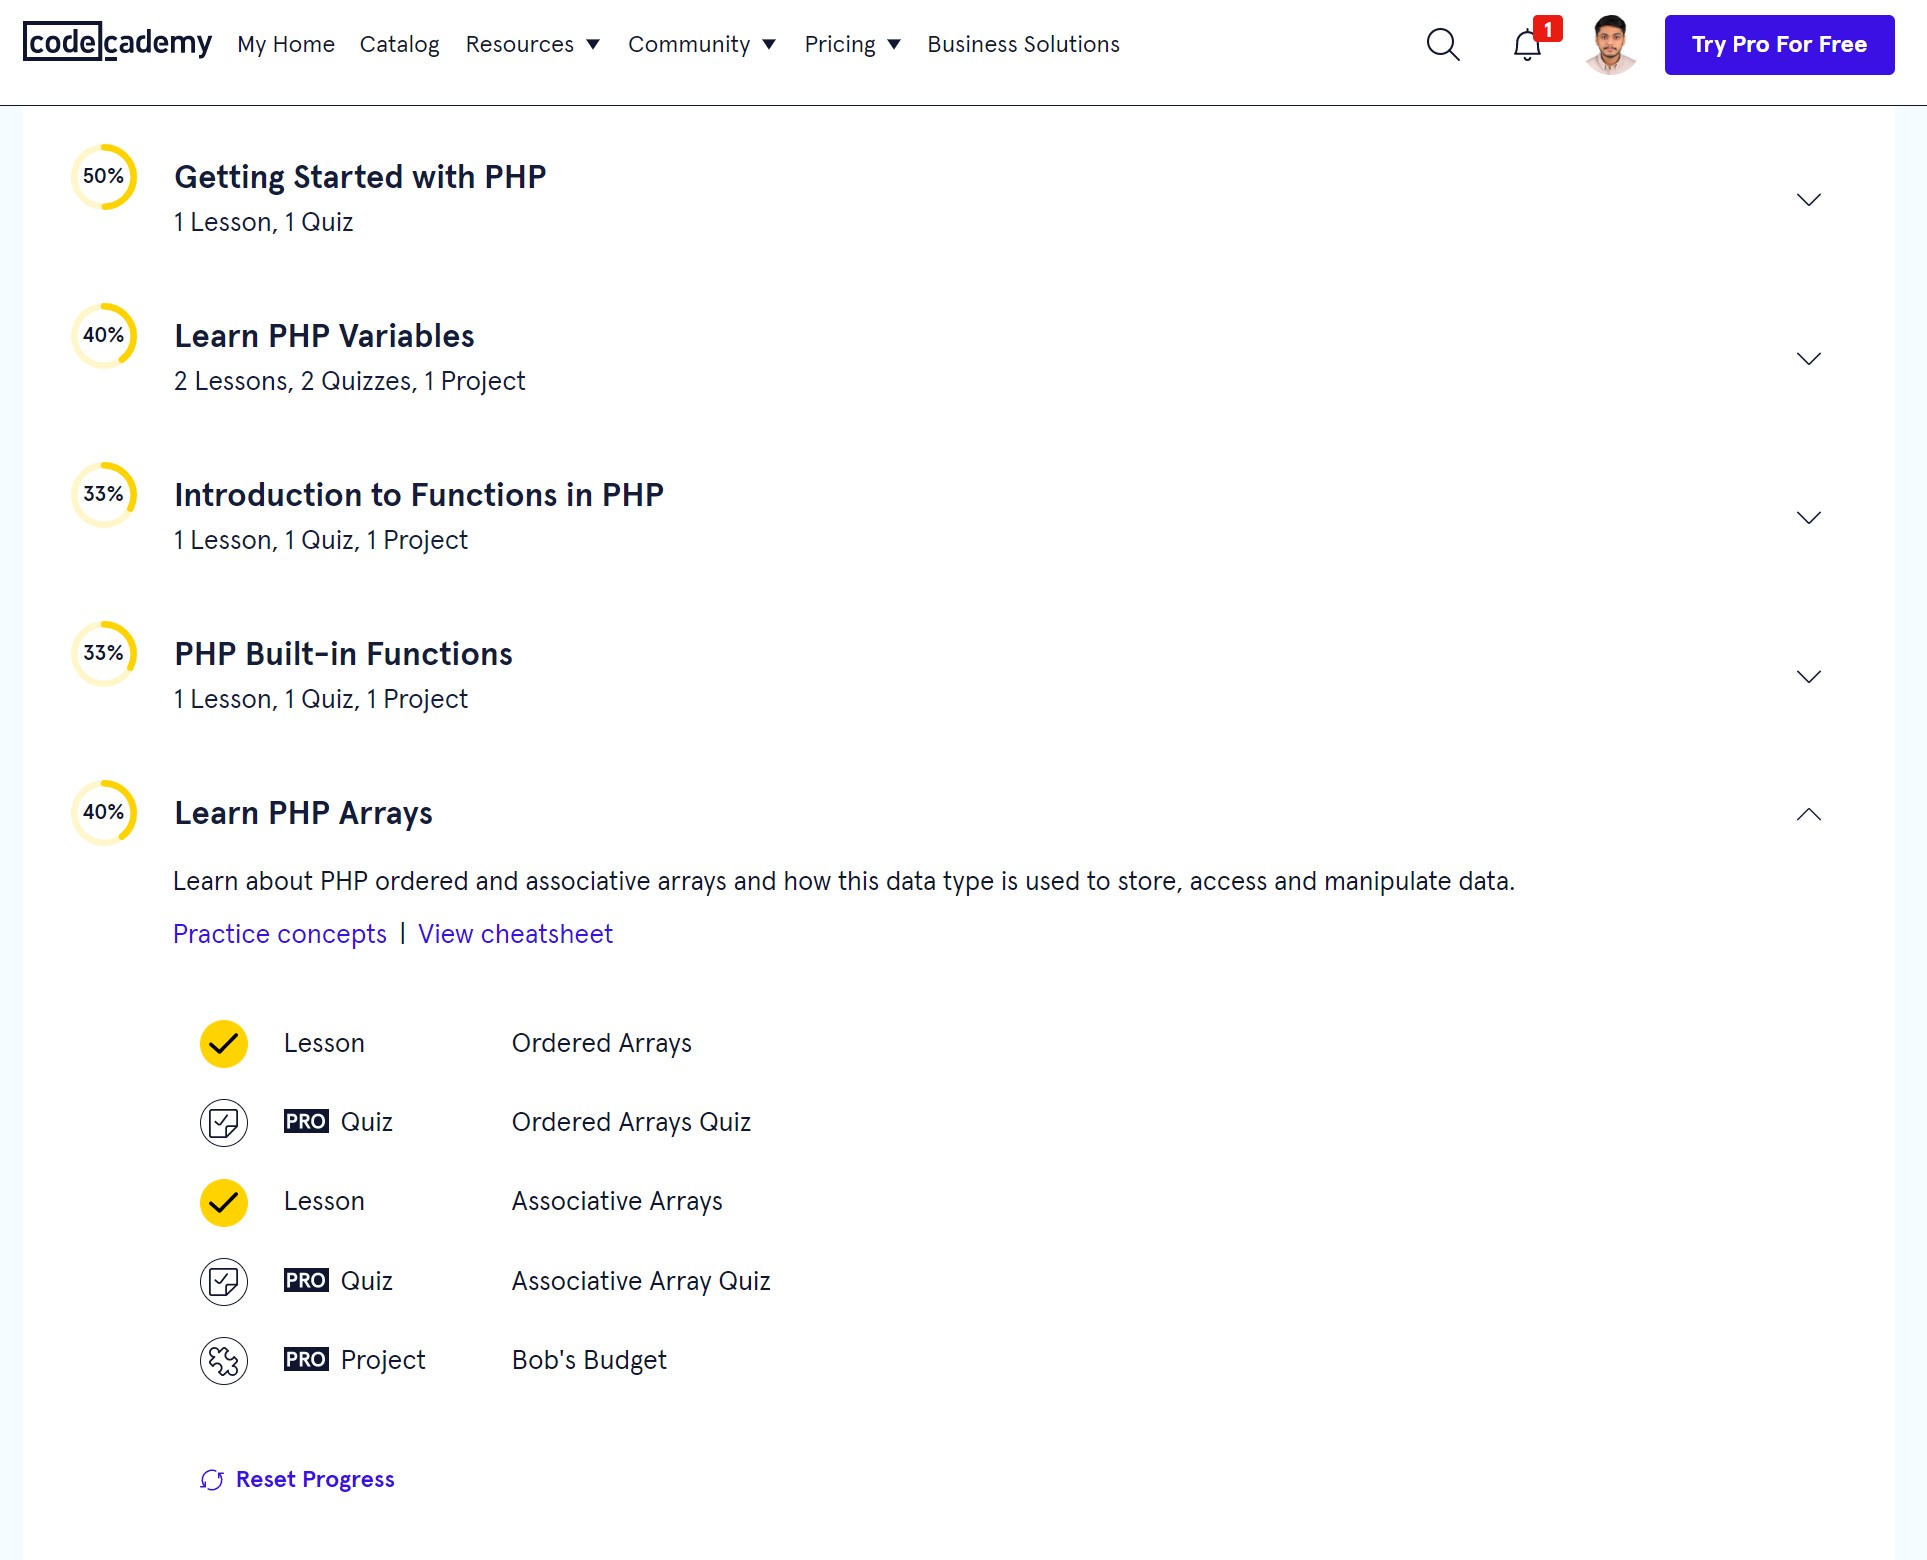 codecademy My Home Catalog Resources Community Pricing Business Solutions 1 Try Pro For Free
50% Getting Started with PHP
1 Lesson, 1 Quiz
40% Learn PHP Variables
2 Lessons, 2 Quizzes, 1 Project
33% Introduction to Functions in PHP
1 Lesson, 1 Quiz, 1 Project
33% PHP Built-in Functions
1 Lesson, 1 Quiz, 1 Project
40% Learn PHP Arrays
Learn about PHP ordered and associative arrays and how this data type is used to store, access and manipulate data.
Practice concepts | View cheatsheet
Lesson Ordered Arrays
PRO Quiz Ordered Arrays Quiz
Lesson Associative Arrays
PRO Quiz Associative Array Quiz
PRO Project Bob's Budget
Reset Progress